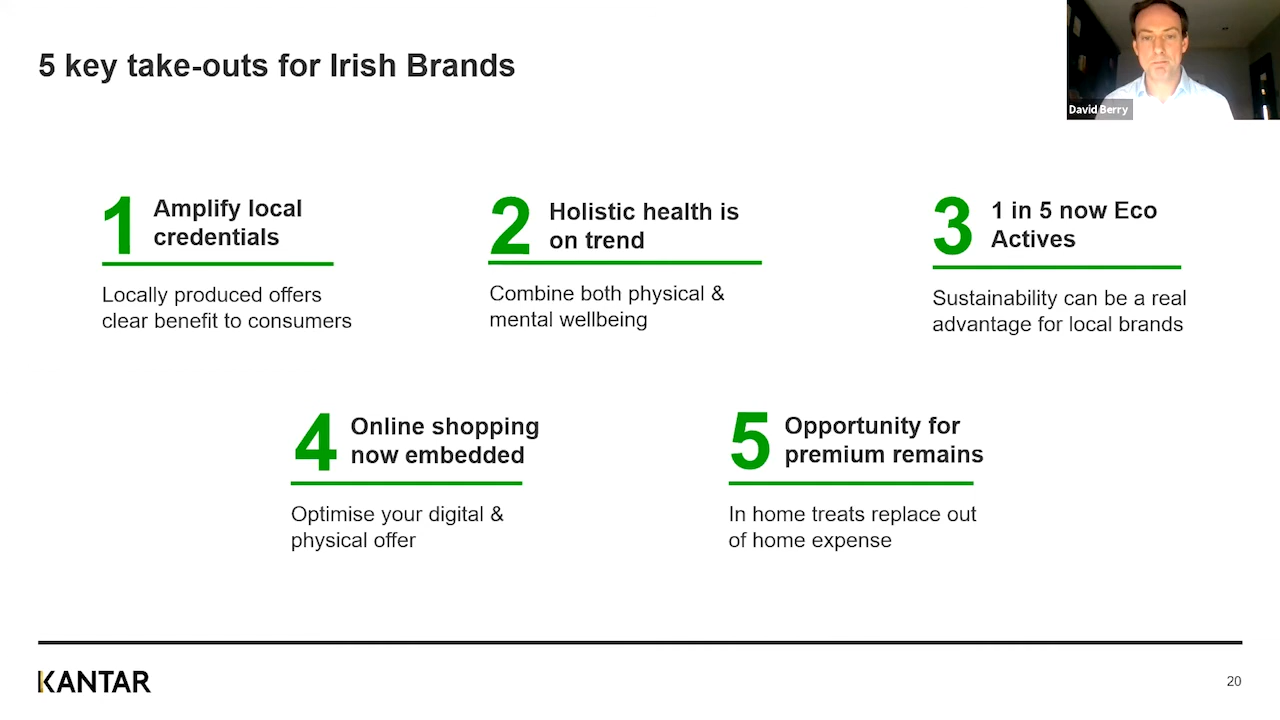 5 key take-outs for Irish Brands
David Berry
1
Amplify local
credentials
Locally produced offers
clear benefit to consumers
2
Holistic health is
on trend
Combine both physical &
mental wellbeing
3
1 in 5 now Eco
Actives
Sustainability can be a real
advantage for local brands
4
Online shopping
now embedded
Optimise your digital &
physical offer
5
Opportunity for
premium remains
In home treats replace out
of home expense
KANTAR
20